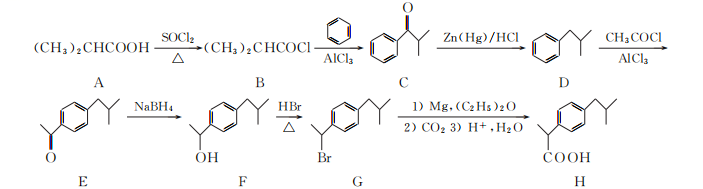 O
(CH₃)₂CHCOOH SOCl₂ △ (CH₃)₂CHCOCl AlCl₃ Zn(Hg)/HCl CH₃COCl AlCl₃
A B C D
NaBH₄ HBr △ 1) Mg,(C₂H₅)₂O
2) CO₂ 3) H⁺,H₂O
O OH Br COOH
E F G H